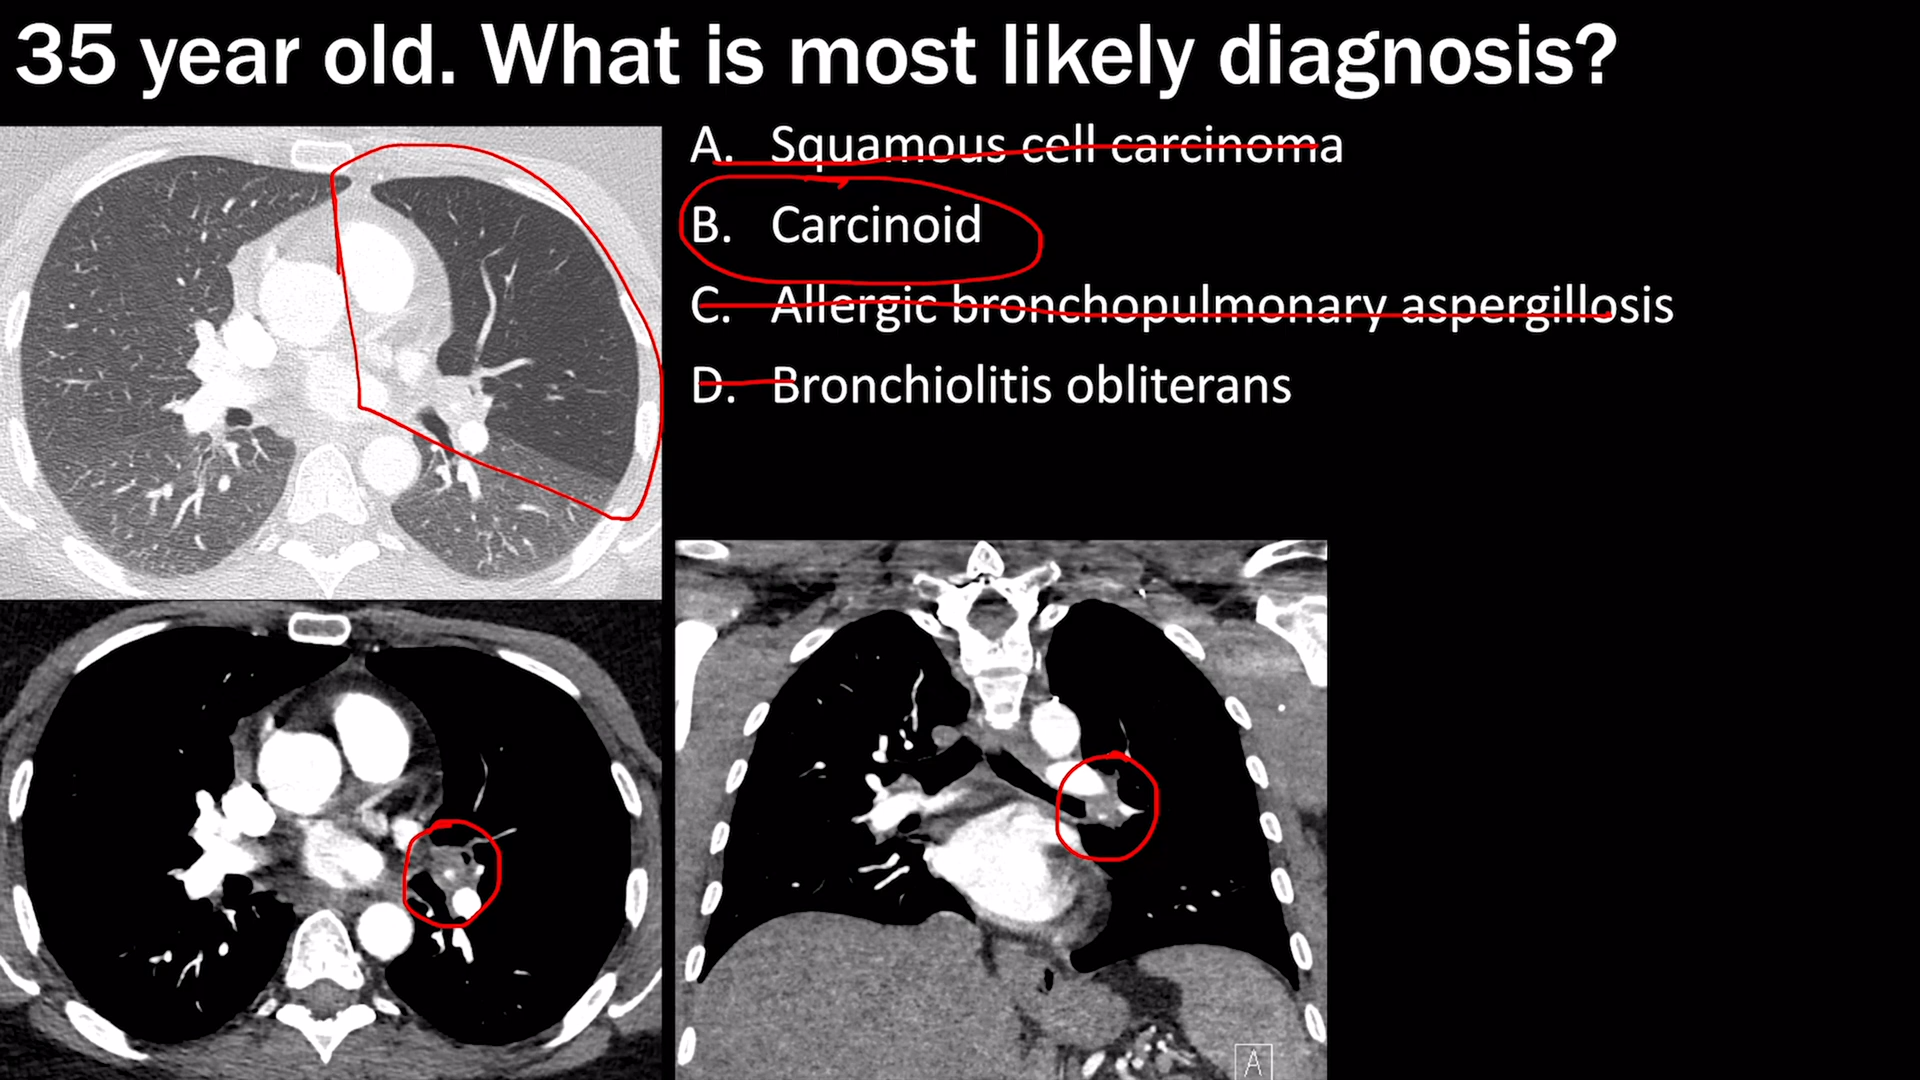 35 year old. What is most likely diagnosis?
A. Squamous cell carcinoma
B. Carcinoid
C. Allergic bronchopulmonary aspergillosis
D. Bronchiolitis obliterans
A